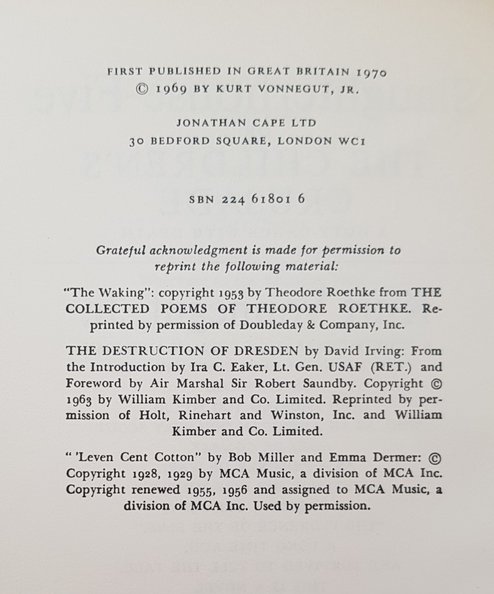 FIRST PUBLISHED IN GREAT BRITAIN 1970
© 1969 BY KURT VONNEGUT, JR.
JONATHAN CAPE LTD
30 BEDFORD SQUARE, LONDON WC1
SBN 224 61801 6
Grateful acknowledgment is made for permission to
reprint the following material:
"The Waking": copyright 1953 by Theodore Roethke from THE
COLLECTED POEMS OF THEODORE ROETHKE. Re-
printed by permission of Doubleday & Company, Inc.
THE DESTRUCTION OF DRESDEN by David Irving: From
the Introduction by Ira C. Eaker, Lt. Gen. USAF (RET.) and
Foreword by Air Marshal Sir Robert Saundby. Copyright ©
1963 by William Kimber and Co. Limited. Reprinted by per-
mission of Holt, Rinehart and Winston, Inc. and William
Kimber and Co. Limited.
" 'Leven Cent Cotton" by Bob Miller and Emma Dermer: ©
Copyright 1928, 1929 by MCA Music, a division of MCA Inc.
Copyright renewed 1955, 1956 and assigned to MCA Music, a
division of MCA Inc. Used by permission.